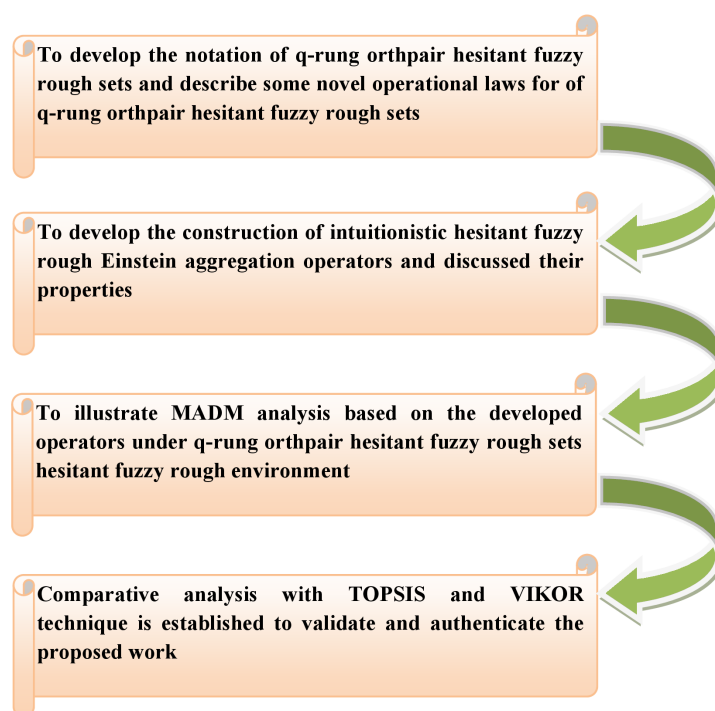 To develop the notation of q-rung orthpair hesitant fuzzy
rough sets and describe some novel operational laws for of
q-rung orthpair hesitant fuzzy rough sets
To develop the construction of intuitionistic hesitant fuzzy
rough Einstein aggregation operators and discussed their
properties
To illustrate MADM analysis based on the developed
operators under q-rung orthpair hesitant fuzzy rough sets
hesitant fuzzy rough environment
Comparative analysis with TOPSIS and VIKOR
technique is established to validate and authenticate the
proposed work